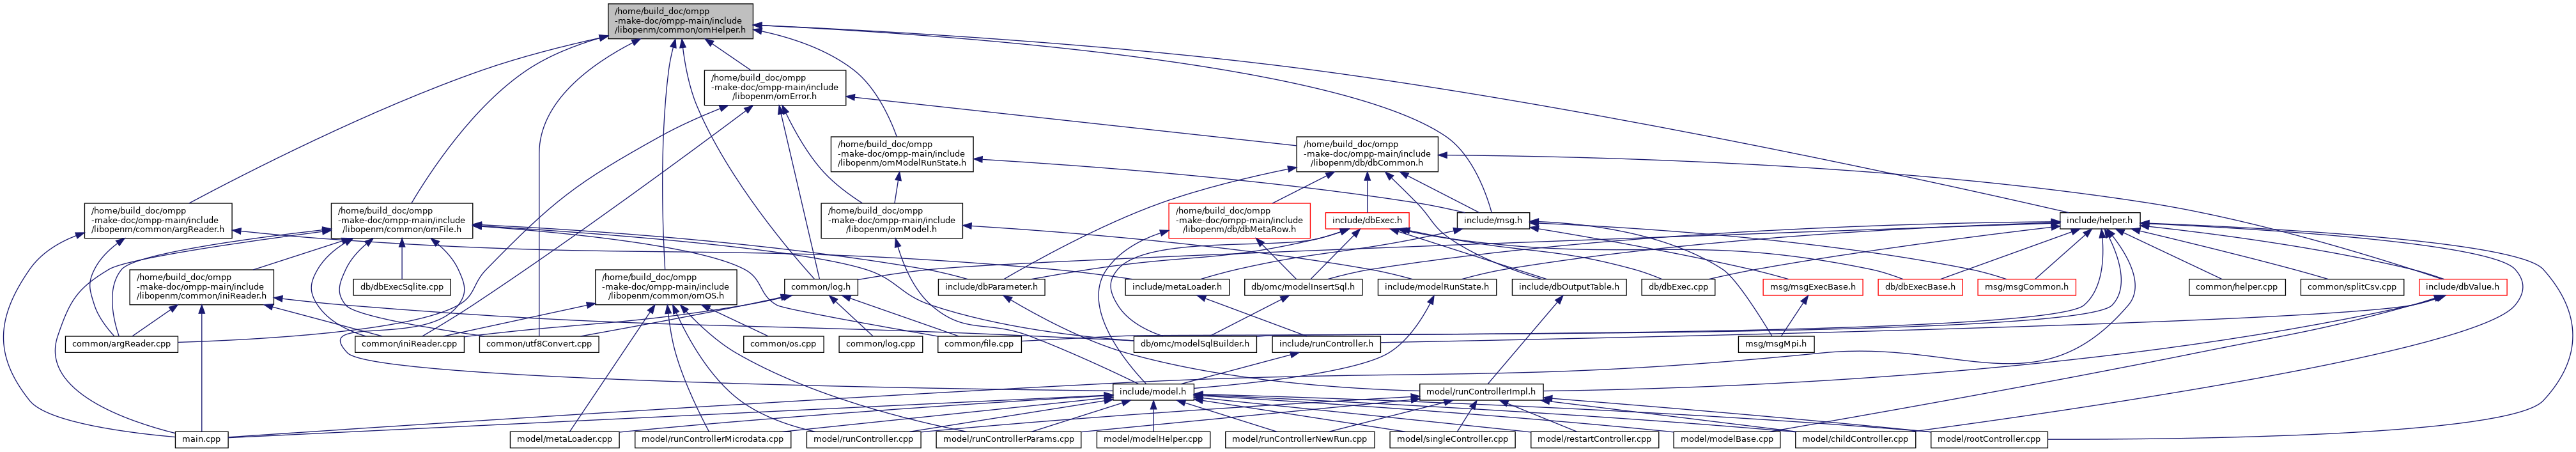 /home/build_doc/ompp
-make-doc/ompp-main/include
/libopenm/common/omHelper.h
/home/build_doc/ompp
-make-doc/ompp-main/include
/libopenm/omError.h
/home/build_doc/ompp
-make-doc/ompp-main/include
/libopenm/omModelRunState.h
/home/build_doc/ompp
-make-doc/ompp-main/include
/libopenm/db/dbCommon.h
/home/build_doc/ompp
-make-doc/ompp-main/include
/libopenm/common/argReader.h
/home/build_doc/ompp
-make-doc/ompp-main/include
/libopenm/common/omFile.h
/home/build_doc/ompp
-make-doc/ompp-main/include
/libopenm/omModel.h
/home/build_doc/ompp
-make-doc/ompp-main/include
/libopenm/db/dbMetaRow.h
include/dbExec.h
include/msg.h
include/helper.h
/home/build_doc/ompp
-make-doc/ompp-main/include
/libopenm/common/iniReader.h
db/dbExecSqlite.cpp
/home/build_doc/ompp
-make-doc/ompp-main/include
/libopenm/common/omOS.h
common/log.h
include/dbParameter.h
include/metaLoader.h
db/omc/modelInsertSql.h
include/modelRunState.h
include/dbOutputTable.h
db/dbExec.cpp
msg/msgExecBase.h
db/dbExecBase.h
msg/msgCommon.h
common/helper.cpp
common/splitCsv.cpp
include/dbValue.h
common/argReader.cpp
common/iniReader.cpp
common/utf8Convert.cpp
common/os.cpp
common/log.cpp
common/file.cpp
db/omc/modelSqlBuilder.h
include/runController.h
msg/msgMpi.h
include/model.h
model/runControllerImpl.h
main.cpp
model/metaLoader.cpp
model/runControllerMicrodata.cpp
model/runController.cpp
model/runControllerParams.cpp
model/modelHelper.cpp
model/runControllerNewRun.cpp
model/singleController.cpp
model/restartController.cpp
model/modelBase.cpp
model/childController.cpp
model/rootController.cpp